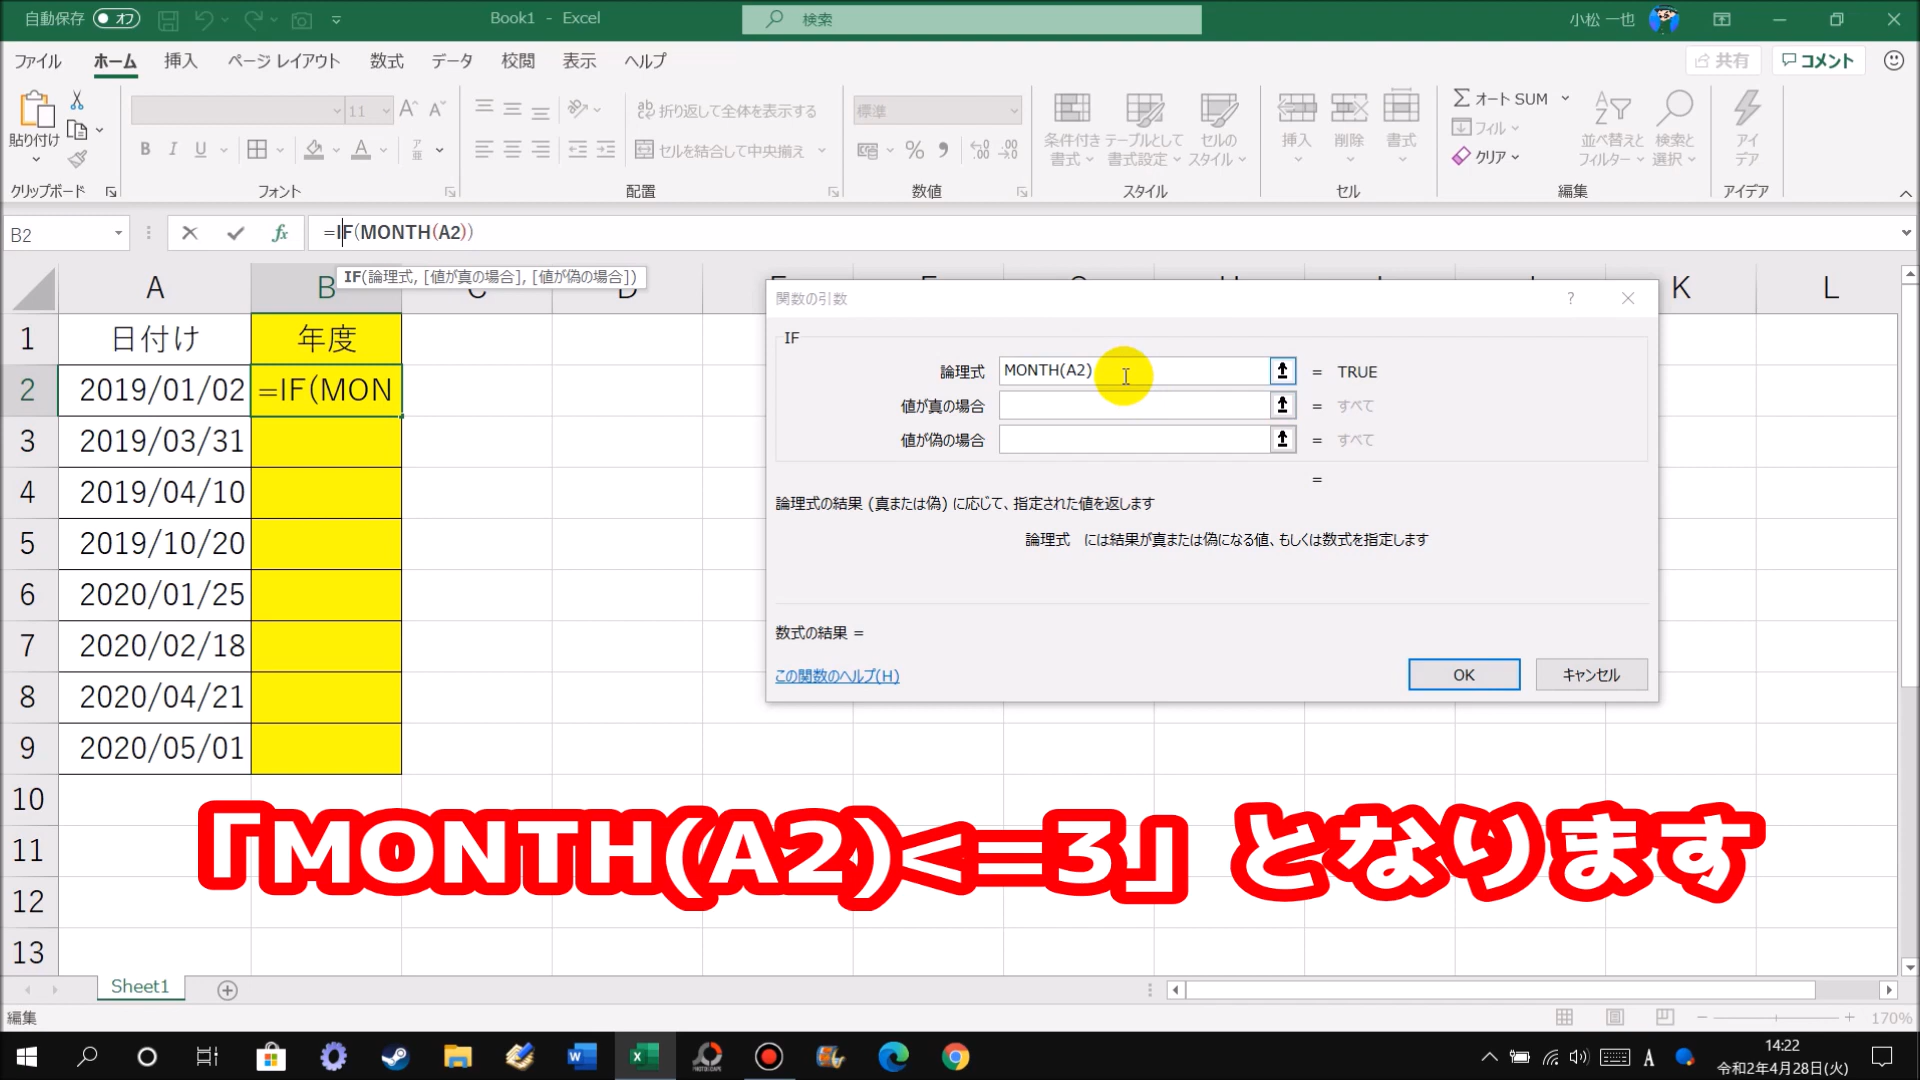 自動保存 オフ Book1 - Excel 検索 小松 一也
ファイル ホーム 挿入 ページ レイアウト 数式 データ 校閲 表示 ヘルプ 共有 コメント
貼り付け
クリップボード
11
B I U
フォント
折り返して全体を表示する
セルを結合して中央揃え
配置
標準
数値
条件付き書式
テーブルとして書式設定
セルのスタイル
スタイル
挿入 削除 書式
セル
オート SUM
フィル
クリア
並べ替えとフィルター
検索と選択
編集
アイデア
アイデア
B2 =IF(MONTH(A2))
IF(論理式, [値が真の場合], [値が偽の場合])
A B K L
1 日付け 年度
2 2019/01/02 =IF(MON
3 2019/03/31
4 2019/04/10
5 2019/10/20
6 2020/01/25
7 2020/02/18
8 2020/04/21
9 2020/05/01
10
11
12
13
関数の引数 ?
IF
論理式 MONTH(A2) = TRUE
値が真の場合 = すべて
値が偽の場合 = すべて
=
論理式の結果 (真または偽) に応じて、指定された値を返します
論理式 には結果が真または偽になる値、もしくは数式を指定します
数式の結果 =
この関数のヘルプ(H) OK キャンセル
「MONTH(A2)<=3」となります
Sheet1
編集 170%
A 14:22
令和2年4月28日(火)